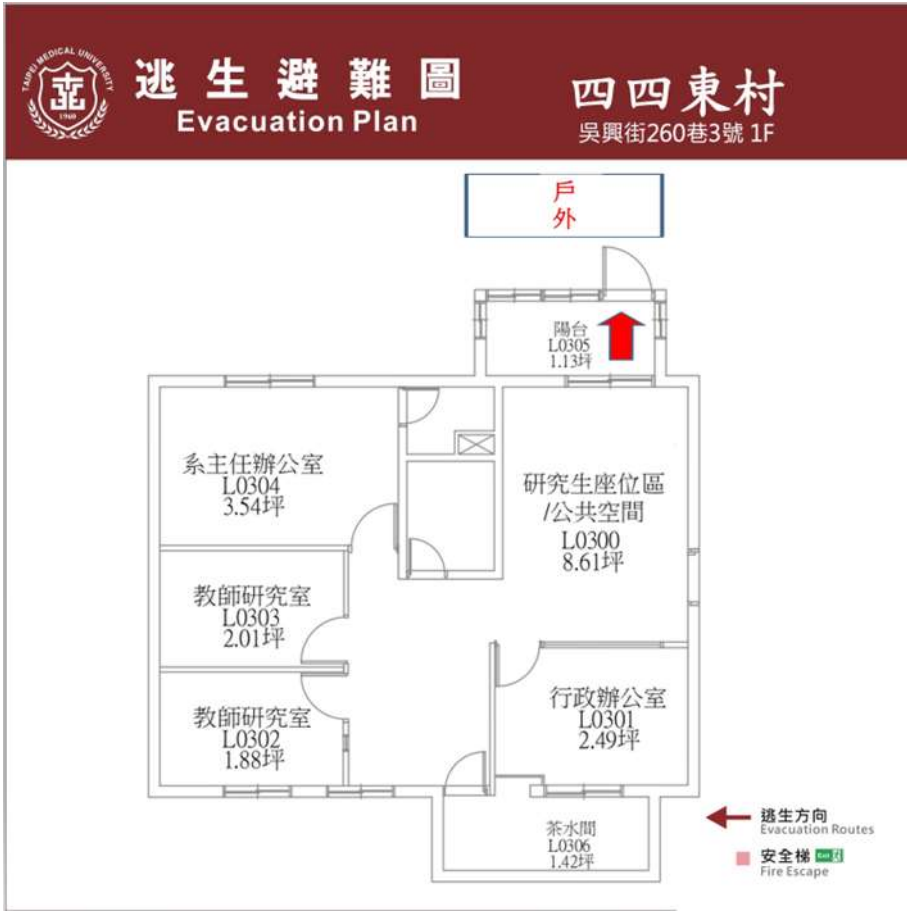 TAIPEI MEDICAL UNIVERSITY
1960
逃生避難圖
Evacuation Plan
四四東村
吳興街260巷3號 1F
戶
外
陽台
L0305
1.13坪
系主任辦公室
L0304
3.54坪
研究生座位區
/公共空間
L0300
8.61坪
教師研究室
L0303
2.01坪
教師研究室
L0302
1.88坪
行政辦公室
L0301
2.49坪
茶水間
L0306
1.42坪
逃生方向
Evacuation Routes
安全梯 Exit
Fire Escape